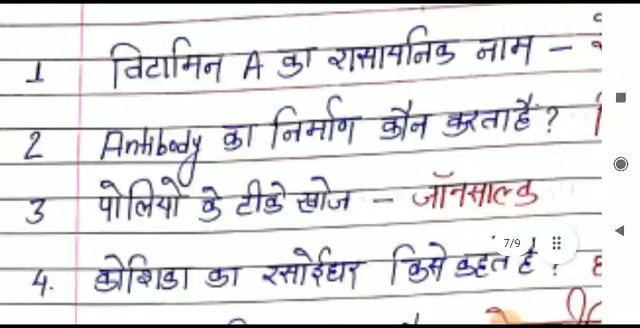 1 विटामिन A का रासायनिक नाम –
2 Antibody का निर्माण कौन करता है ?
3 पोलियो के टीके खोज – जॉनसाल्क
7/9
4. कोशिका का रसोईघर किसे कहते है ?